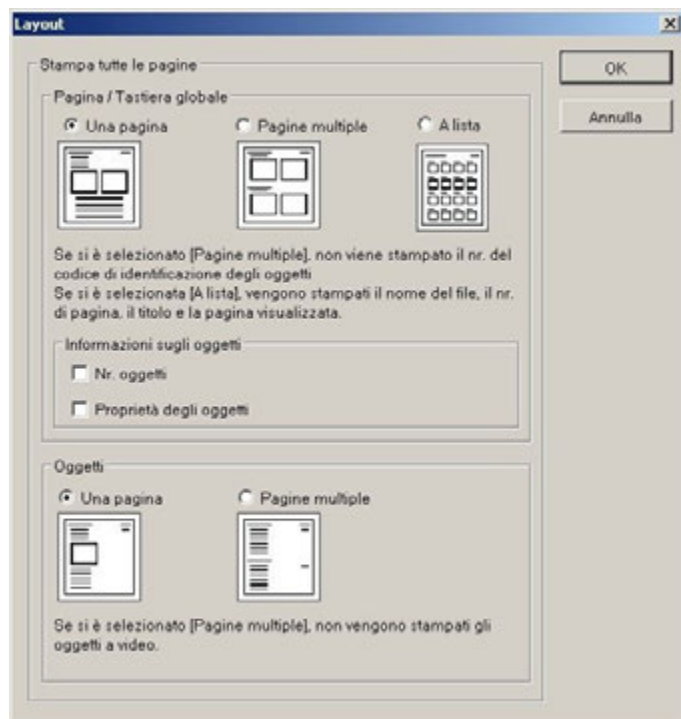 Layout
Stampa tutte le pagine
OK
Annulla
Pagina / Tastiera globale
Una pagina
Pagine multiple
A lista
Se si è selezionato [Pagine multiple], non viene stampato il nr. del
codice di identificazione degli oggetti
Se si è selezionata [A lista], vengono stampati il nome del file, il nr.
di pagina, il titolo e la pagina visualizzata.
Informazioni sugli oggetti
Nr. oggetti
Proprietà degli oggetti
Oggetti
Una pagina
Pagine multiple
Se si è selezionato [Pagine multiple], non vengono stampati gli
oggetti a video.